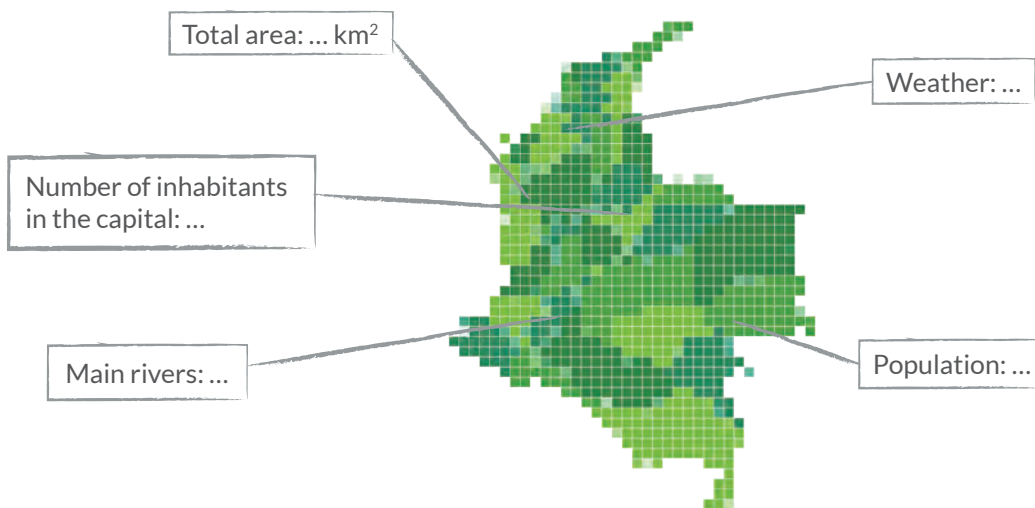 Total area: ... km²
Weather: ...
Number of inhabitants
in the capital: ...
Main rivers: ...
Population: ...